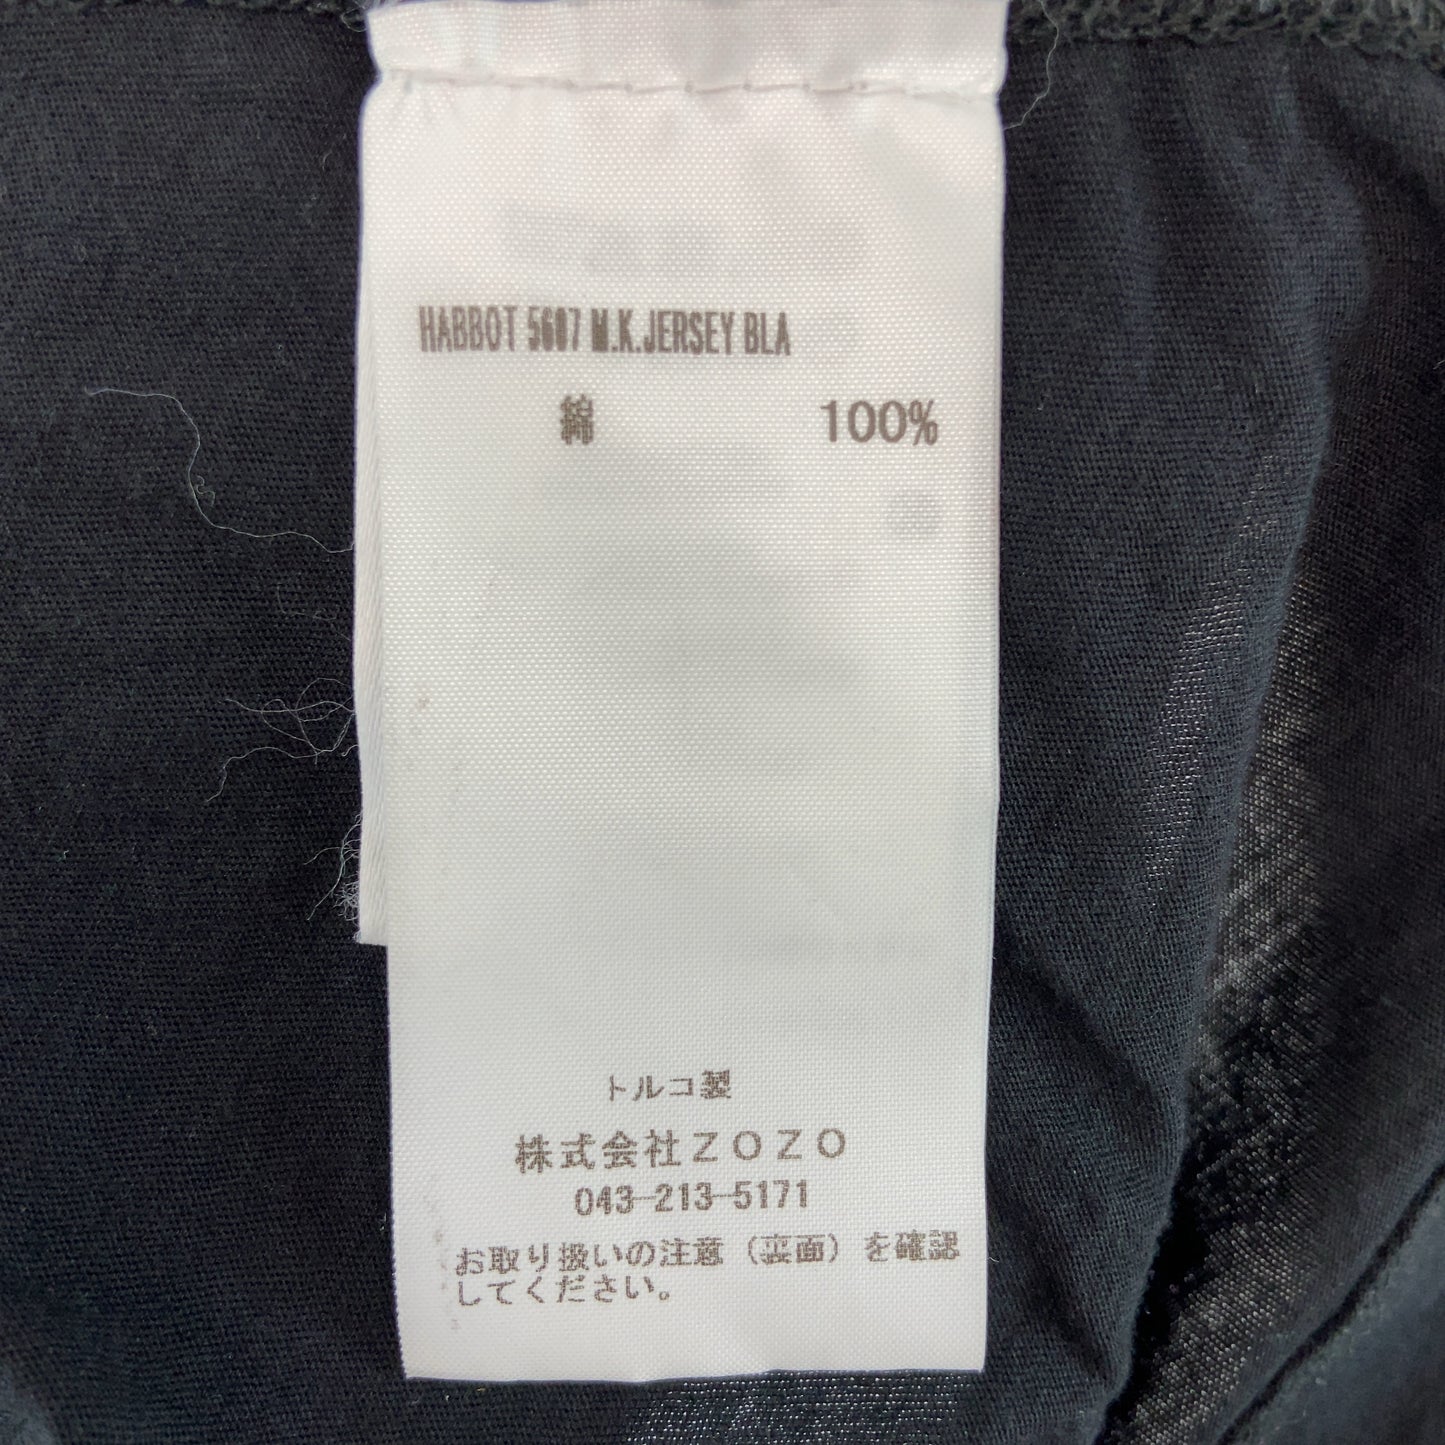 HABBOT 5607 M.K.JERSEY BLA
綿 100%
トルコ製
株式会社ZOZO
043-213-5171
お取り扱いの注意（裏面）を確認
してください。